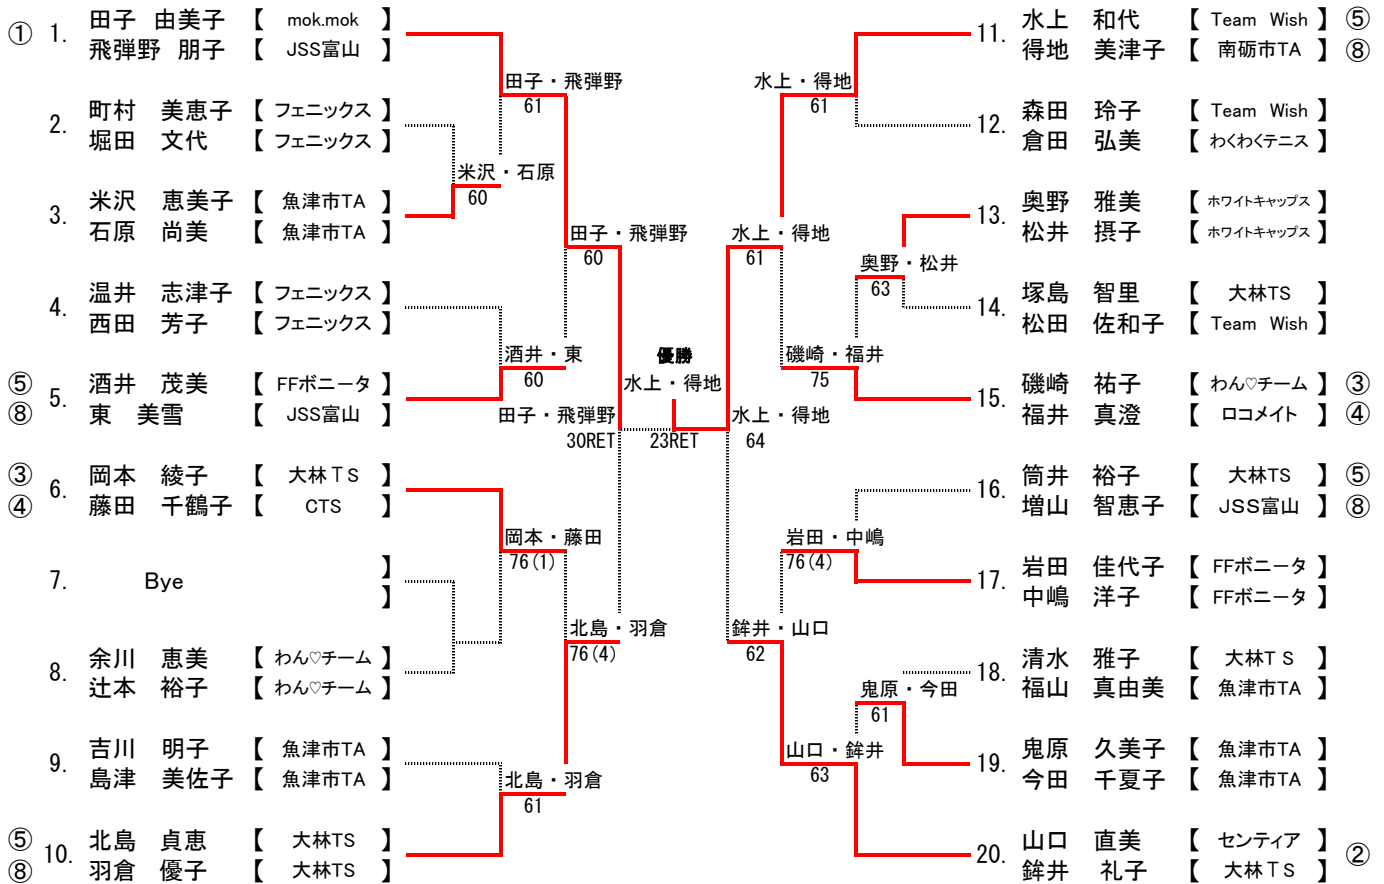 ① 1. 田子 由美子 【 mok.mok 】
飛弾野 朋子 【 JSS富山 】
2. 町村 美恵子 【 フェニックス 】
堀田 文代 【 フェニックス 】
3. 米沢 恵美子 【 魚津市TA 】
石原 尚美 【 魚津市TA 】
4. 温井 志津子 【 フェニックス 】
西田 芳子 【 フェニックス 】
⑤ 5. 酒井 茂美 【 FFボニータ 】
⑧ 東 美雪 【 JSS富山 】
③ 6. 岡本 綾子 【 大林TS 】
④ 藤田 千鶴子 【 CTS 】
7. Bye 】
】
8. 余川 恵美 【 わん♡チーム 】
辻本 裕子 【 わん♡チーム 】
9. 吉川 明子 【 魚津市TA 】
島津 美佐子 【 魚津市TA 】
⑤ 10. 北島 貞恵 【 大林TS 】
⑧ 羽倉 優子 【 大林TS 】
田子・飛弾野
61
米沢・石原
60
田子・飛弾野
60
酒井・東
60
田子・飛弾野
30RET
岡本・藤田
76(1)
北島・羽倉
76(4)
北島・羽倉
61
優勝
水上・得地
23RET
水上・得地
61
水上・得地
61
奥野・松井
63
磯崎・福井
75
水上・得地
64
岩田・中嶋
76(4)
鉾井・山口
62
鬼原・今田
61
山口・鉾井
63
11. 水上 和代 【 Team Wish 】 ⑤
得地 美津子 【 南砺市TA 】 ⑧
12. 森田 玲子 【 Team Wish 】
倉田 弘美 【 わくわくテニス 】
13. 奥野 雅美 【 ホワイトキャップス 】
松井 摂子 【 ホワイトキャップス 】
14. 塚島 智里 【 大林TS 】
松田 佐和子 【 Team Wish 】
15. 磯崎 祐子 【 わん♡チーム 】 ③
福井 真澄 【 ロコメイト 】 ④
16. 筒井 裕子 【 大林TS 】 ⑤
増山 智恵子 【 JSS富山 】 ⑧
17. 岩田 佳代子 【 FFボニータ 】
中嶋 洋子 【 FFボニータ 】
18. 清水 雅子 【 大林TS 】
福山 真由美 【 魚津市TA 】
19. 鬼原 久美子 【 魚津市TA 】
今田 千夏子 【 魚津市TA 】
20. 山口 直美 【 センティア 】 ②
鉾井 礼子 【 大林TS 】